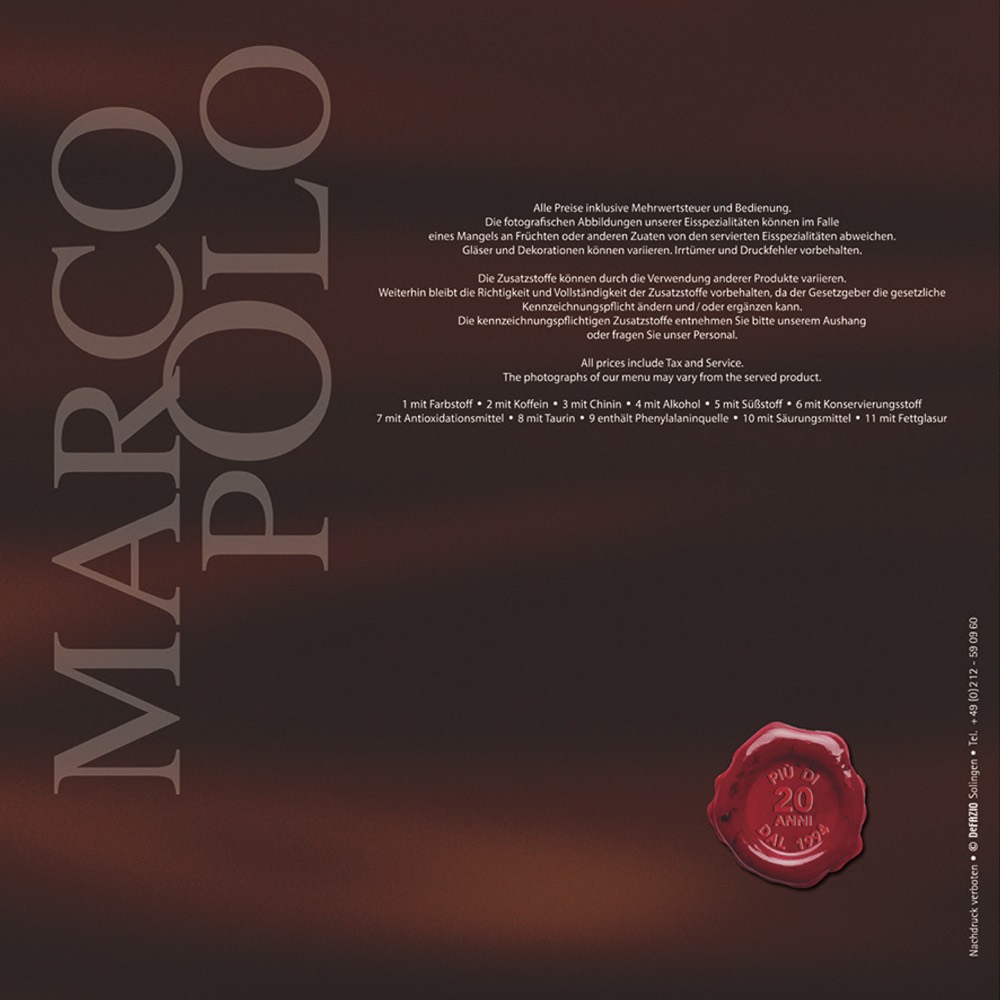 MARCO
POLO
Alle Preise inklusive Mehrwertsteuer und Bedienung.
Die fotografischen Abbildungen unserer Eisspezialitäten können im Falle
eines Mangels an Früchten oder anderen Zuaten von den servierten Eisspezialitäten abweichen.
Gläser und Dekorationen können variieren. Irrtümer und Druckfehler vorbehalten.
Die Zusatzstoffe können durch die Verwendung anderer Produkte variieren.
Weiterhin bleibt die Richtigkeit und Vollständigkeit der Zusatzstoffe vorbehalten, da der Gesetzgeber die gesetzliche
Kennzeichnungspflicht ändern und/oder ergänzen kann.
Die kennzeichnungspflichtigen Zusatzstoffe entnehmen Sie bitte unserem Aushang
oder fragen Sie unser Personal.
All prices include Tax and Service.
The photographs of our menu may vary from the served product.
1 mit Farbstoff • 2 mit Koffein • 3 mit Chinin • 4 mit Alkohol • 5 mit Süßstoff • 6 mit Konservierungsstoff
7 mit Antioxidationsmittel • 8 mit Taurin • 9 enthält Phenylalaninquelle • 10 mit Säurungsmittel • 11 mit Fettglasur
PIÙ DI
20
ANNI
DAL 1994
Nachdruck verboten • © DeFAZIO Solingen • Tel. +49 (0)212 - 59 09 60